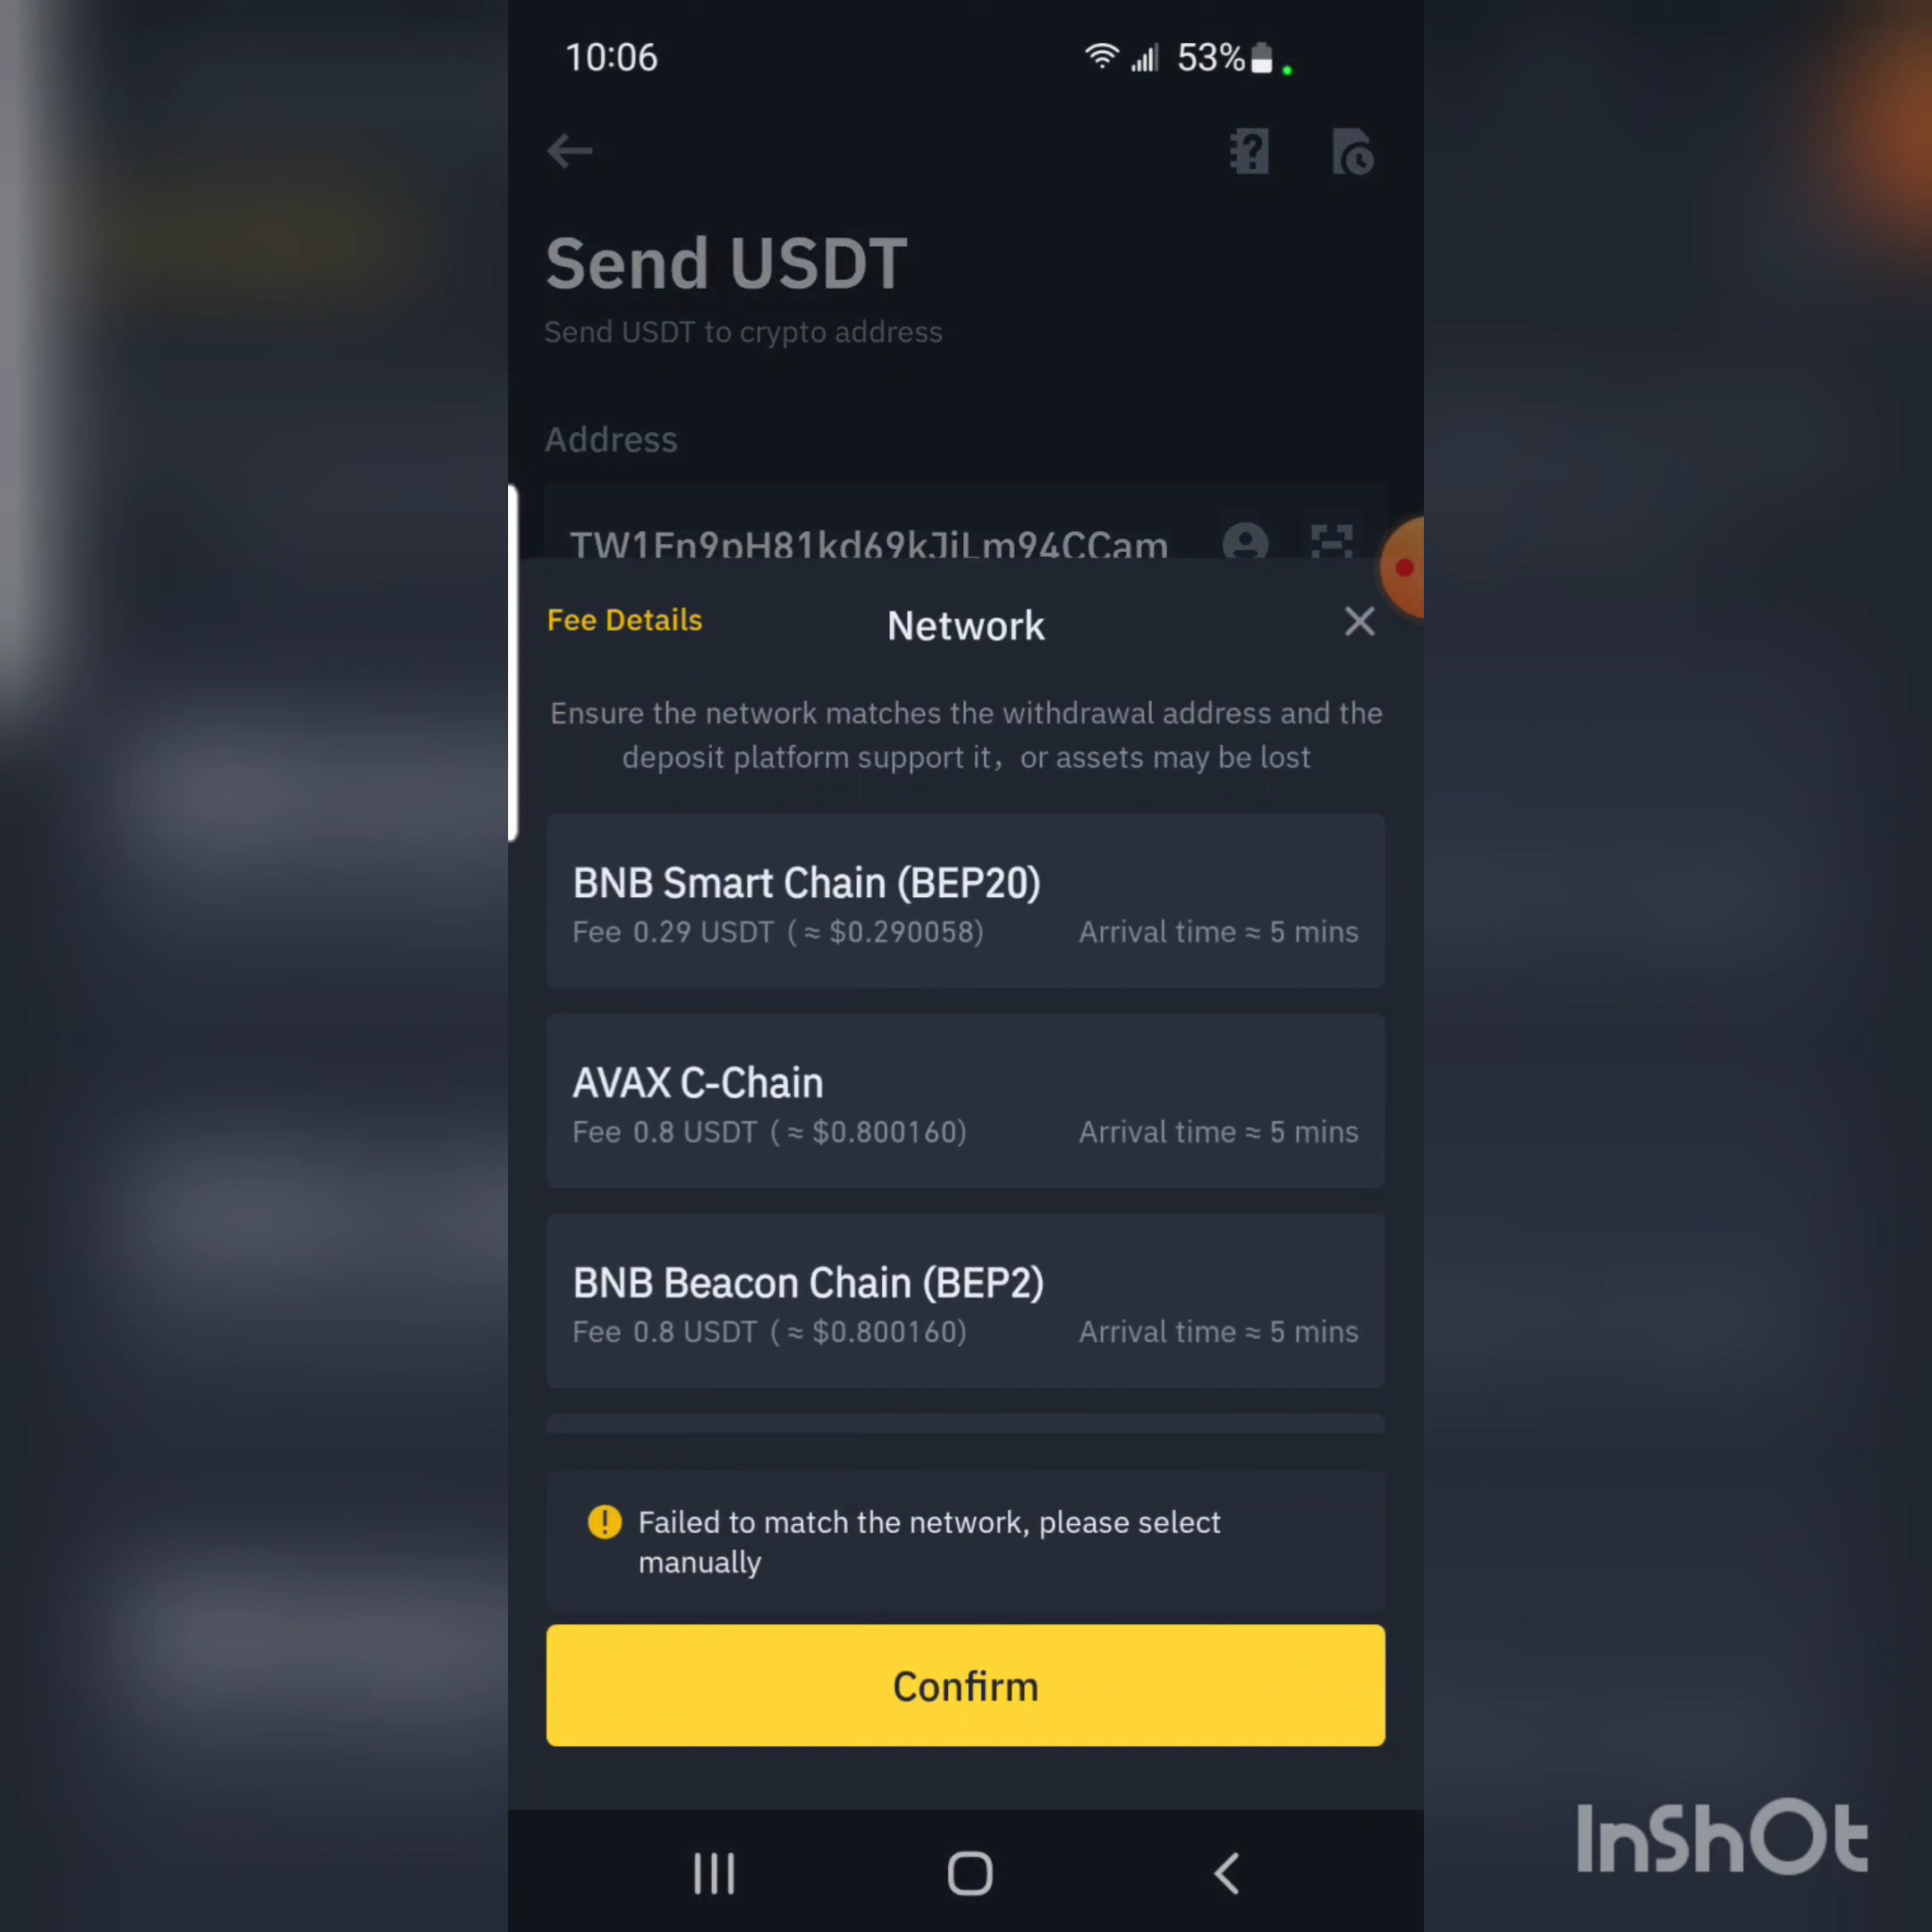 10:06
53%
Send USDT
Send USDT to crypto address
Address
TW1Fn9pH81kd69kJiLm94CCam
Fee Details
Network
Ensure the network matches the withdrawal address and the
deposit platform support it, or assets may be lost
BNB Smart Chain (BEP20)
Fee 0.29 USDT (≈ $0.290058) Arrival time ≈ 5 mins
AVAX C-Chain
Fee 0.8 USDT (≈ $0.800160) Arrival time ≈ 5 mins
BNB Beacon Chain (BEP2)
Fee 0.8 USDT (≈ $0.800160) Arrival time ≈ 5 mins
Failed to match the network, please select
manually
Confirm
InShOt